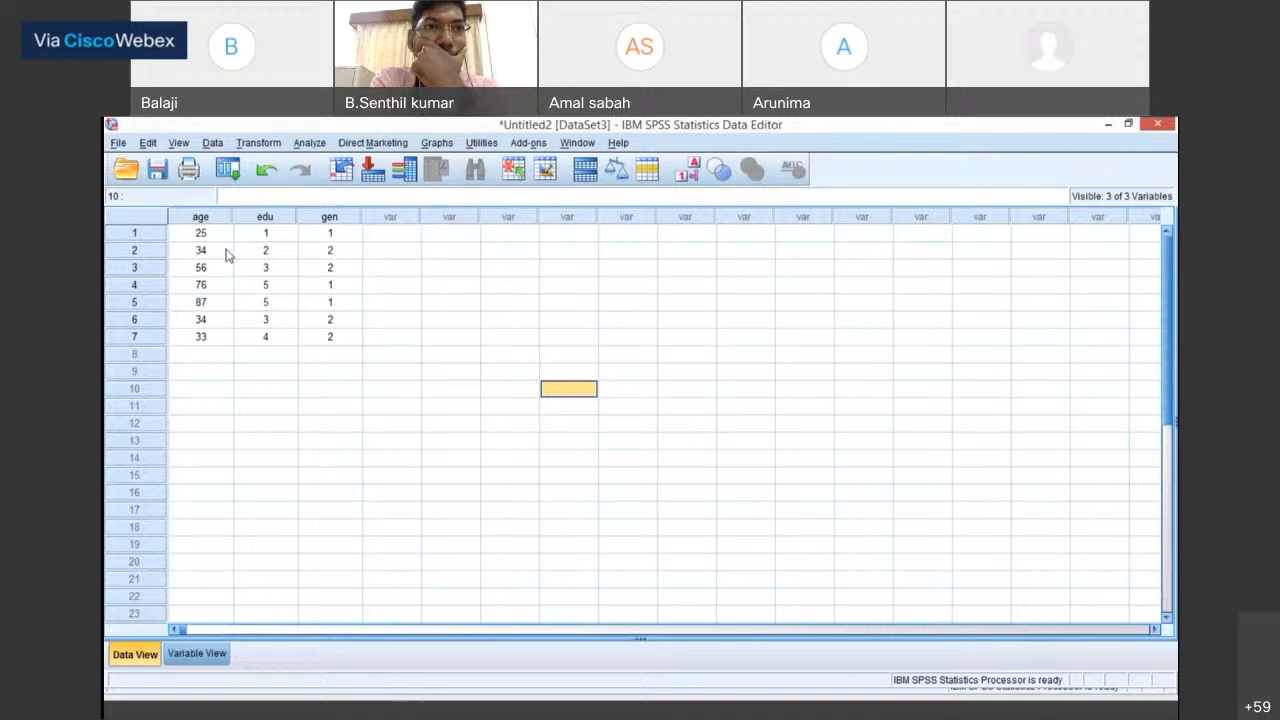 Via Cisco Webex
B
AS
A
Balaji
B.Senthil kumar
Amal sabah
Arunima
*Untitled2 [DataSet3] - IBM SPSS Statistics Data Editor
File Edit View Data Transform Analyze Direct Marketing Graphs Utilities Add-ons Window Help
10 :
Visible: 3 of 3 Variables
age edu gen var var var var var var var var var var var var var va
1 25 1 1
2 34 2 2
3 56 3 2
4 76 5 1
5 87 5 1
6 34 3 2
7 33 4 2
8
9
10
11
12
13
14
15
16
17
18
19
20
21
22
23
Data View Variable View
IBM SPSS Statistics Processor is ready
+59